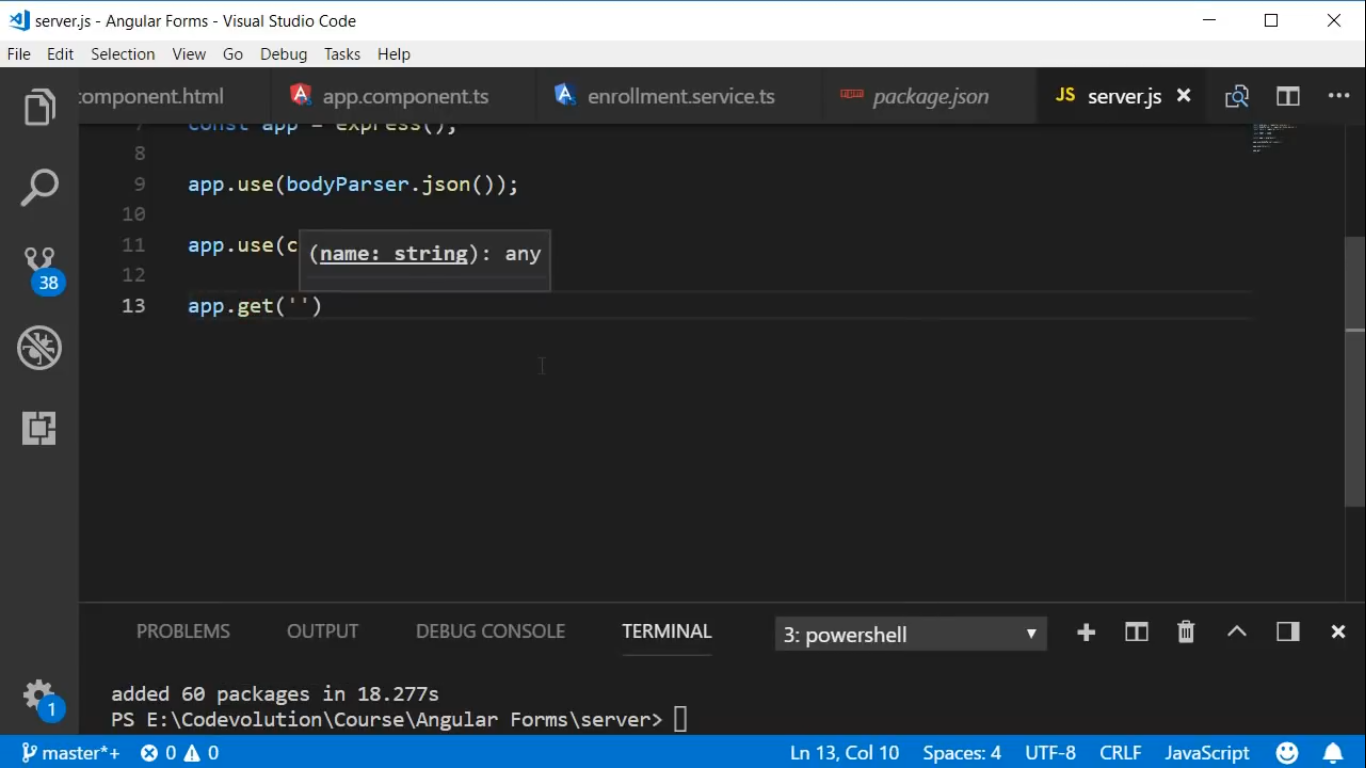 server.js - Angular Forms - Visual Studio Code
File Edit Selection View Go Debug Tasks Help
component.html app.component.ts enrollment.service.ts package.json JS server.js
7 const app = express();
8
9 app.use(bodyParser.json());
10
11 app.use(c
(name: string): any
12
13 app.get('')
38
PROBLEMS OUTPUT DEBUG CONSOLE TERMINAL 3: powershell
added 60 packages in 18.277s
PS E:\Codevolution\Course\Angular Forms\server>
1
master*+ 0 0 Ln 13, Col 10 Spaces: 4 UTF-8 CRLF JavaScript